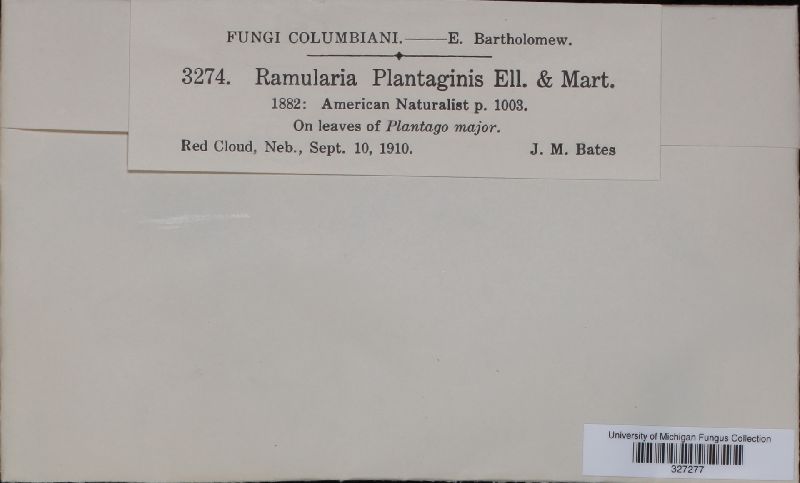 FUNGI COLUMBIANI.——E. Bartholomew.
3274. Ramularia Plantaginis Ell. & Mart.
1882: American Naturalist p. 1003.
On leaves of Plantago major.
Red Cloud, Neb., Sept. 10, 1910. J. M. Bates
University of Michigan Fungus Collection
327277